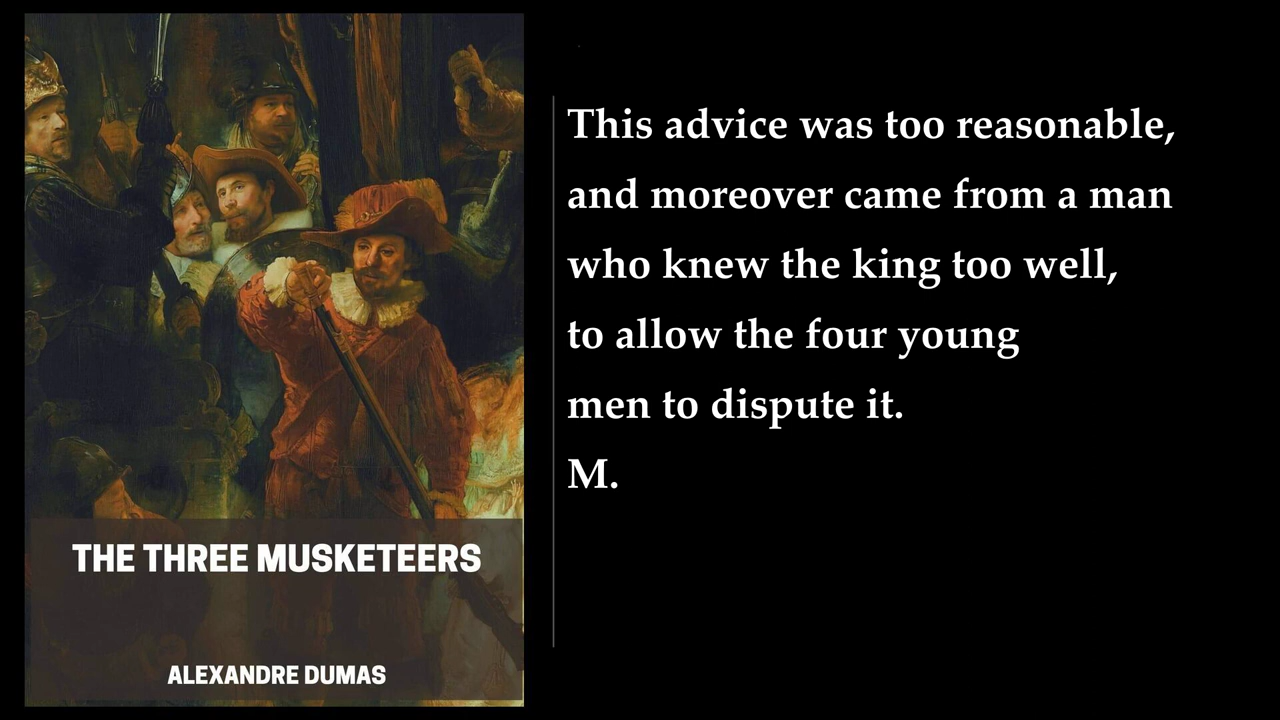 THE THREE MUSKETEERS
ALEXANDRE DUMAS
This advice was too reasonable,
and moreover came from a man
who knew the king too well,
to allow the four young
men to dispute it.
M.